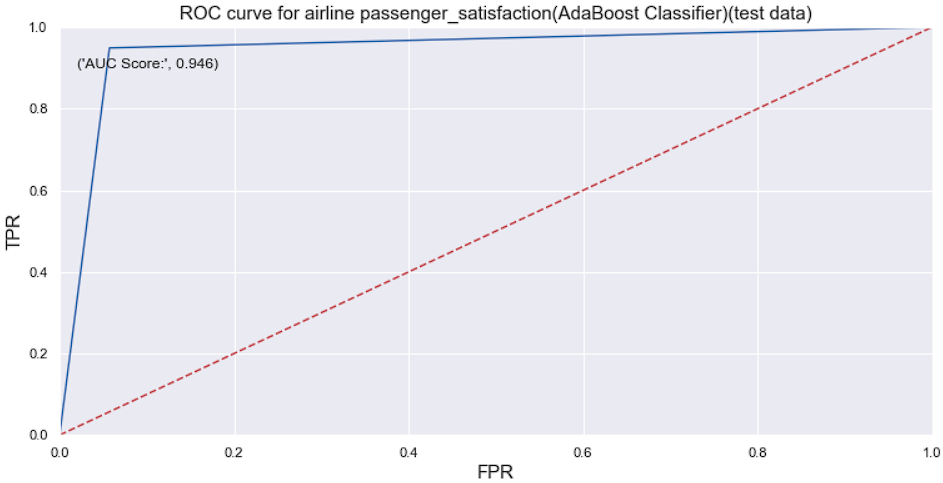 ROC curve for airline passenger_satisfaction(AdaBoost Classifier)(test data)
1.0
('AUC Score:', 0.946)
0.8
0.6
TPR
0.4
0.2
0.0
0.0 0.2 0.4 0.6 0.8 1.0
FPR